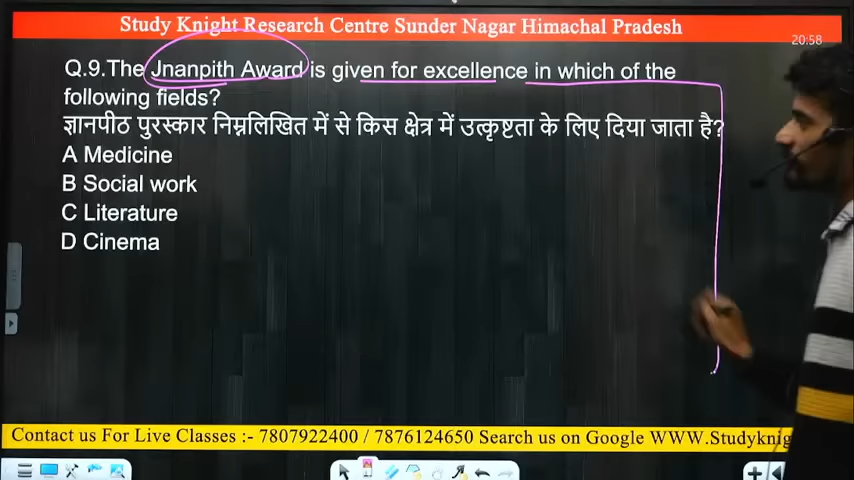 Study Knight Research Centre Sunder Nagar Himachal Pradesh
20:58
Q.9.The Jnanpith Award is given for excellence in which of the
following fields?
ज्ञानपीठ पुरस्कार निम्नलिखित में से किस क्षेत्र में उत्कृष्टता के लिए दिया जाता है?
A Medicine
B Social work
C Literature
D Cinema
Contact us For Live Classes :- 7807922400 / 7876124650 Search us on Google WWW.Studyknig